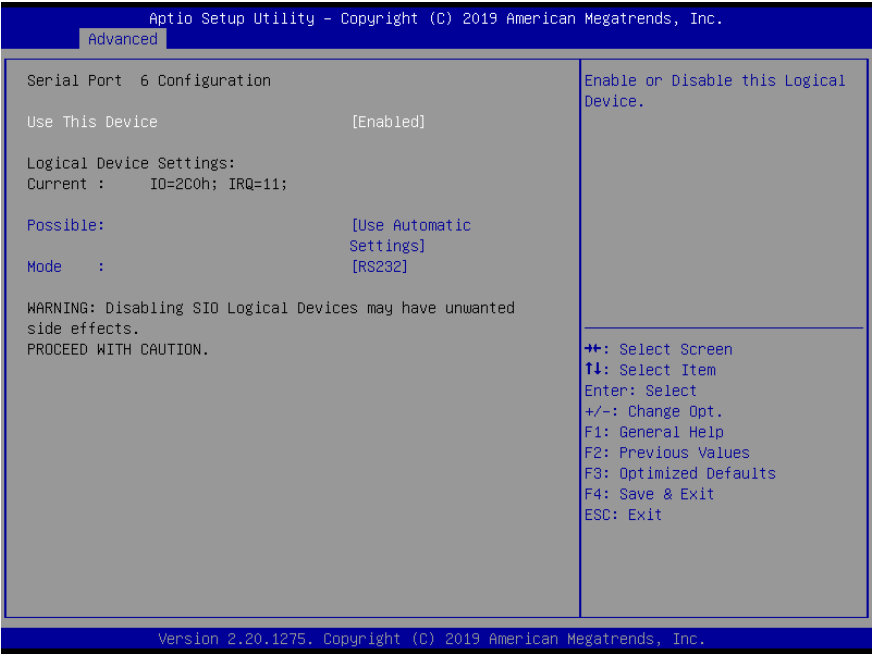 Aptio Setup Utility – Copyright (C) 2019 American Megatrends, Inc.
Advanced
Serial Port  6 Configuration
Use This Device [Enabled]
Logical Device Settings:
Current :  IO=2C0h; IRQ=11;
Possible: [Use Automatic
Settings]
Mode  : [RS232]
WARNING: Disabling SIO Logical Devices may have unwanted
side effects.
PROCEED WITH CAUTION.
Enable or Disable this Logical
Device.
→←: Select Screen
↑↓: Select Item
Enter: Select
+/-: Change Opt.
F1: General Help
F2: Previous Values
F3: Optimized Defaults
F4: Save & Exit
ESC: Exit
Version 2.20.1275. Copyright (C) 2019 American Megatrends, Inc.